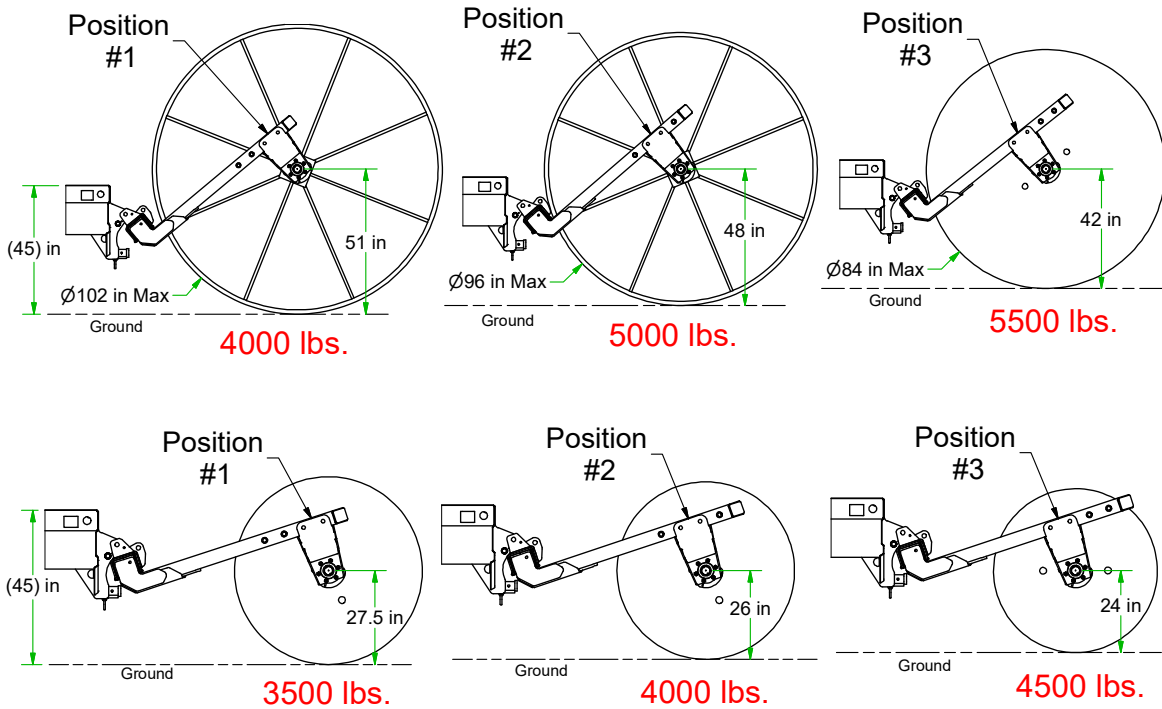 Position
#1
(45) in
51 in
Ø102 in Max
Ground
4000 lbs.
Position
#2
48 in
Ø96 in Max
Ground
5000 lbs.
Position
#3
42 in
Ø84 in Max
Ground
5500 lbs.
Position
#1
(45) in
27.5 in
Ground
3500 lbs.
Position
#2
26 in
Ground
4000 lbs.
Position
#3
24 in
Ground
4500 lbs.